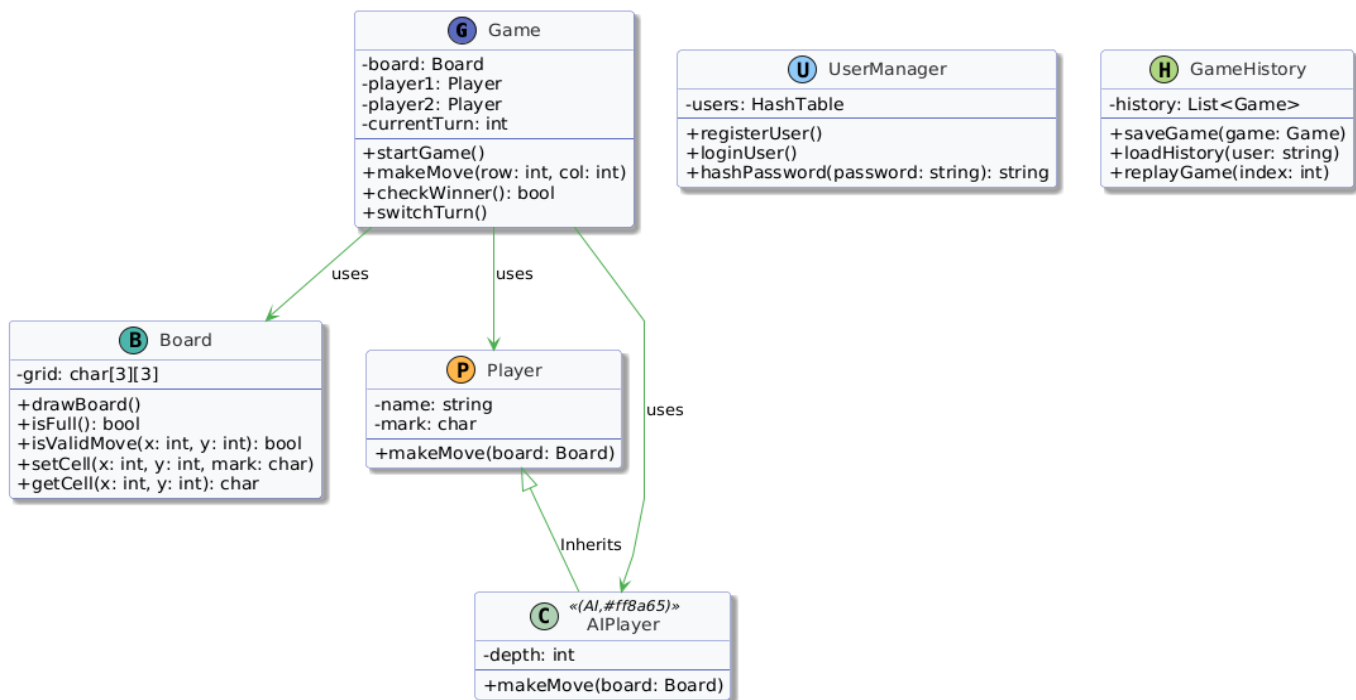 G Game
-board: Board
-player1: Player
-player2: Player
-currentTurn: int
+startGame()
+makeMove(row: int, col: int)
+checkWinner(): bool
+switchTurn()
U UserManager
-users: HashTable
+registerUser()
+loginUser()
+hashPassword(password: string): string
H GameHistory
-history: List<Game>
+saveGame(game: Game)
+loadHistory(user: string)
+replayGame(index: int)
uses
uses
uses
B Board
-grid: char[3][3]
+drawBoard()
+isFull(): bool
+isValidMove(x: int, y: int): bool
+setCell(x: int, y: int, mark: char)
+getCell(x: int, y: int): char
P Player
-name: string
-mark: char
+makeMove(board: Board)
Inherits
C «(AI,#ff8a65)»
AIPlayer
-depth: int
+makeMove(board: Board)